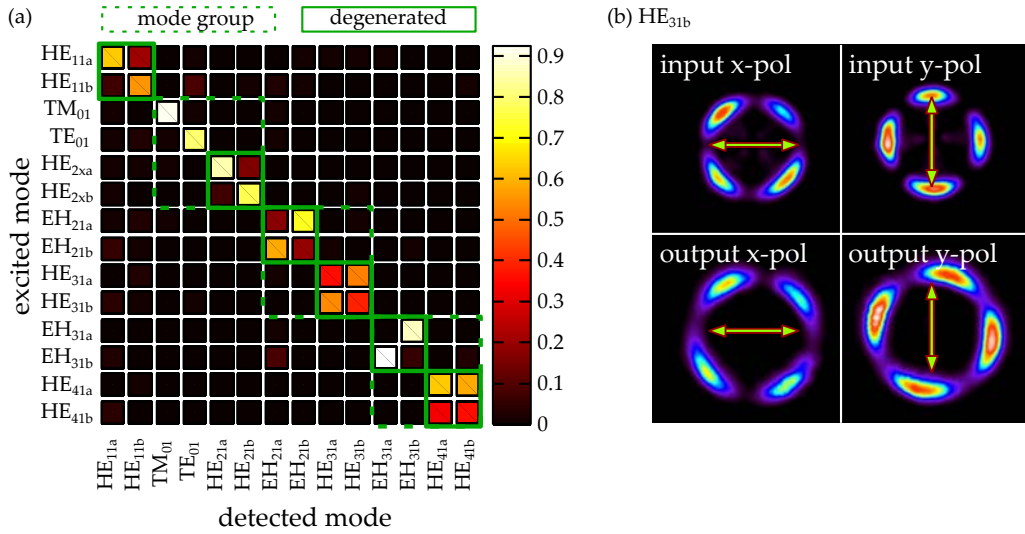 (a)
mode group
degenerated
(b) HE31b
HE11a
HE11b
TM01
TE01
HE2xa
HE2xb
EH21a
EH21b
HE31a
HE31b
EH31a
EH31b
HE41a
HE41b
excited mode
0.9
0.8
0.7
0.6
0.5
0.4
0.3
0.2
0.1
0
HE11a
HE11b
TM01
TE01
HE21a
HE21b
EH21a
EH21b
HE31a
HE31b
EH31a
EH31b
HE41a
HE41b
detected mode
input x-pol
input y-pol
output x-pol
output y-pol